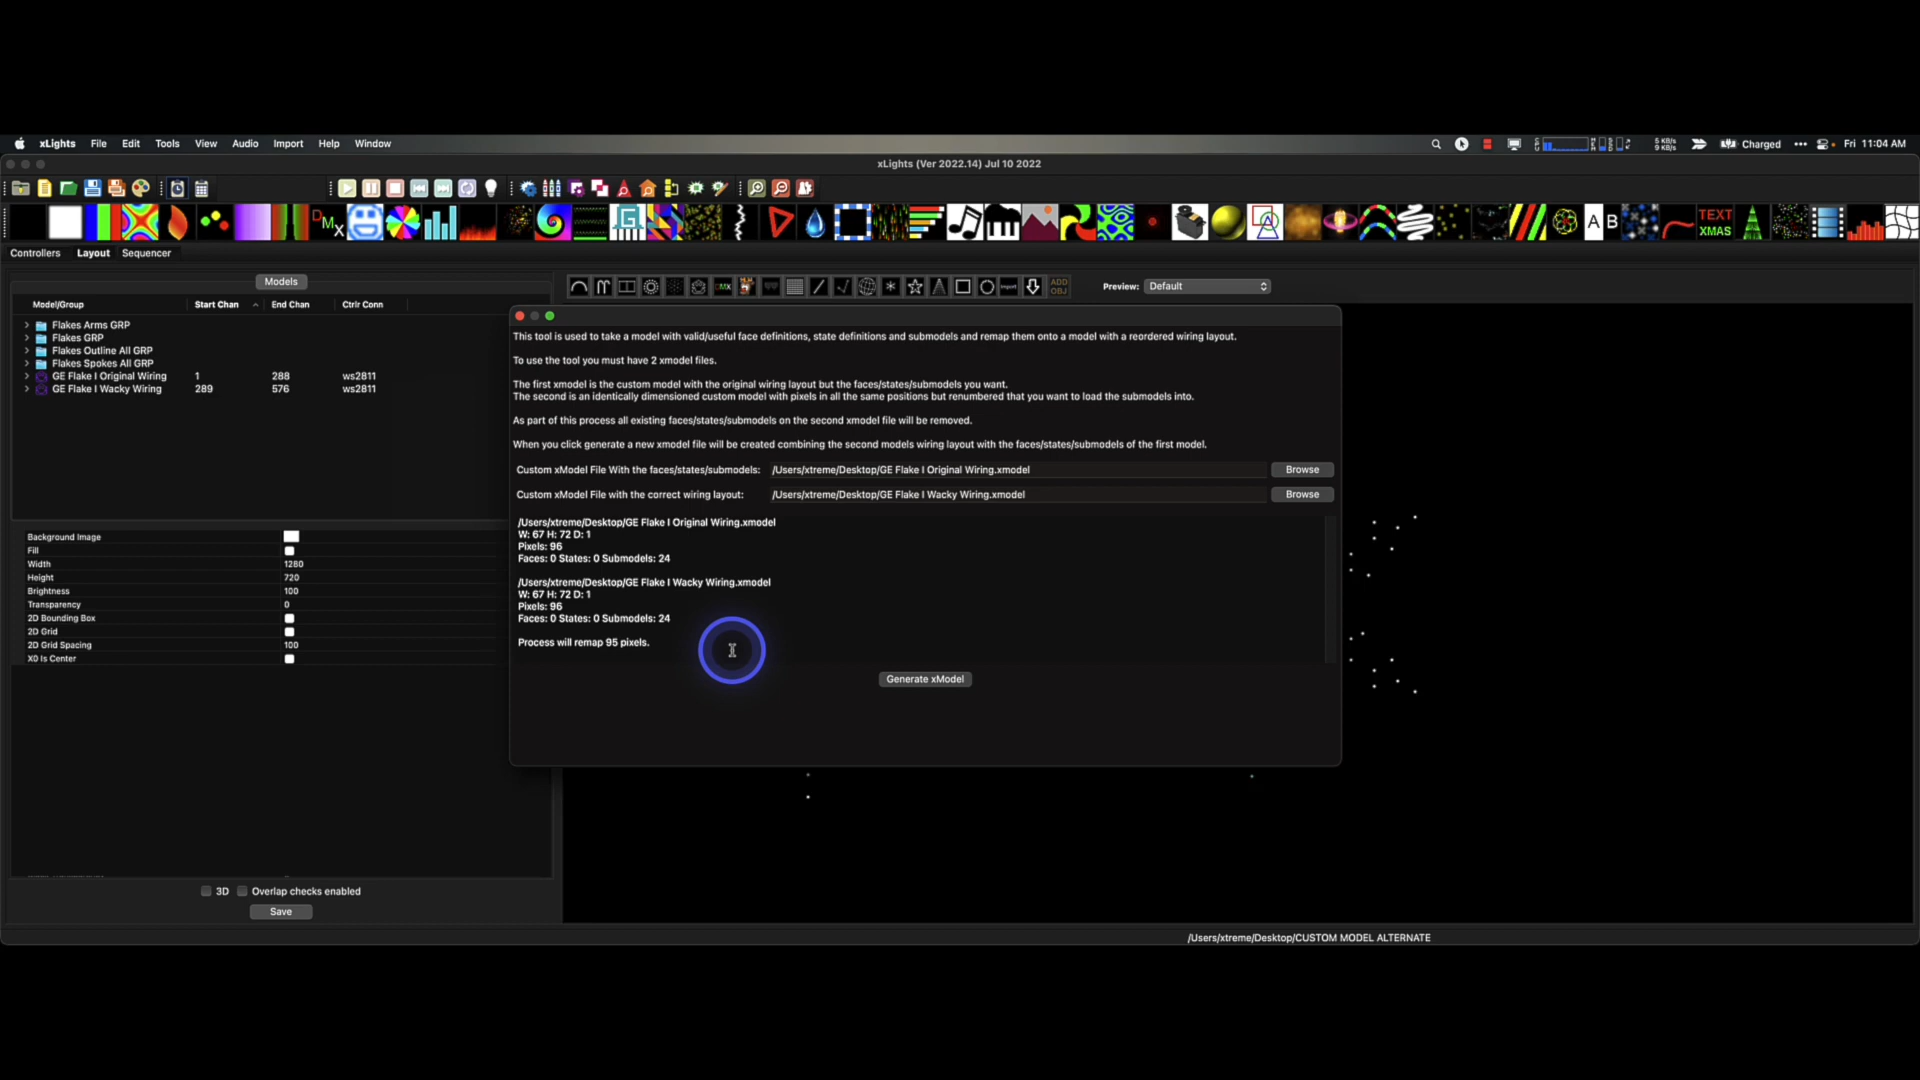 xLights File Edit Tools View Audio Import Help Window Charged Fri 11:04 AM
xLights (Ver 2022.14) Jul 10 2022
DMX A B TEXT XMAS
Controllers Layout Sequencer
Models
DMX ADD OBJ Preview: Default
Model/Group Start Chan End Chan Ctrlr Conn
Flakes Arms GRP
Flakes GRP
Flakes Outline All GRP
Flakes Spokes All GRP
GE Flake I Original Wiring 1 288 ws2811
GE Flake I Wacky Wiring 289 576 ws2811
This tool is used to take a model with valid/useful face definitions, state definitions and submodels and remap them onto a model with a reordered wiring layout.
To use the tool you must have 2 xmodel files.
The first xmodel is the custom model with the original wiring layout but the faces/states/submodels you want.
The second is an identically dimensioned custom model with pixels in all the same positions but renumbered that you want to load the submodels into.
As part of this process all existing faces/states/submodels on the second xmodel file will be removed.
When you click generate a new xmodel file will be created combining the second models wiring layout with the faces/states/submodels of the first model.
Custom xModel File With the faces/states/submodels: /Users/xtreme/Desktop/GE Flake I Original Wiring.xmodel Browse
Custom xModel File with the correct wiring layout: /Users/xtreme/Desktop/GE Flake I Wacky Wiring.xmodel Browse
/Users/xtreme/Desktop/GE Flake I Original Wiring.xmodel
W: 67 H: 72 D: 1
Pixels: 96
Faces: 0 States: 0 Submodels: 24
/Users/xtreme/Desktop/GE Flake I Wacky Wiring.xmodel
W: 67 H: 72 D: 1
Pixels: 96
Faces: 0 States: 0 Submodels: 24
Process will remap 95 pixels.
Generate xModel
Background Image
Fill
Width 1280
Height 720
Brightness 100
Transparency 0
2D Bounding Box
2D Grid
2D Grid Spacing 100
X0 Is Center
3D Overlap checks enabled
Save
/Users/xtreme/Desktop/CUSTOM MODEL ALTERNATE